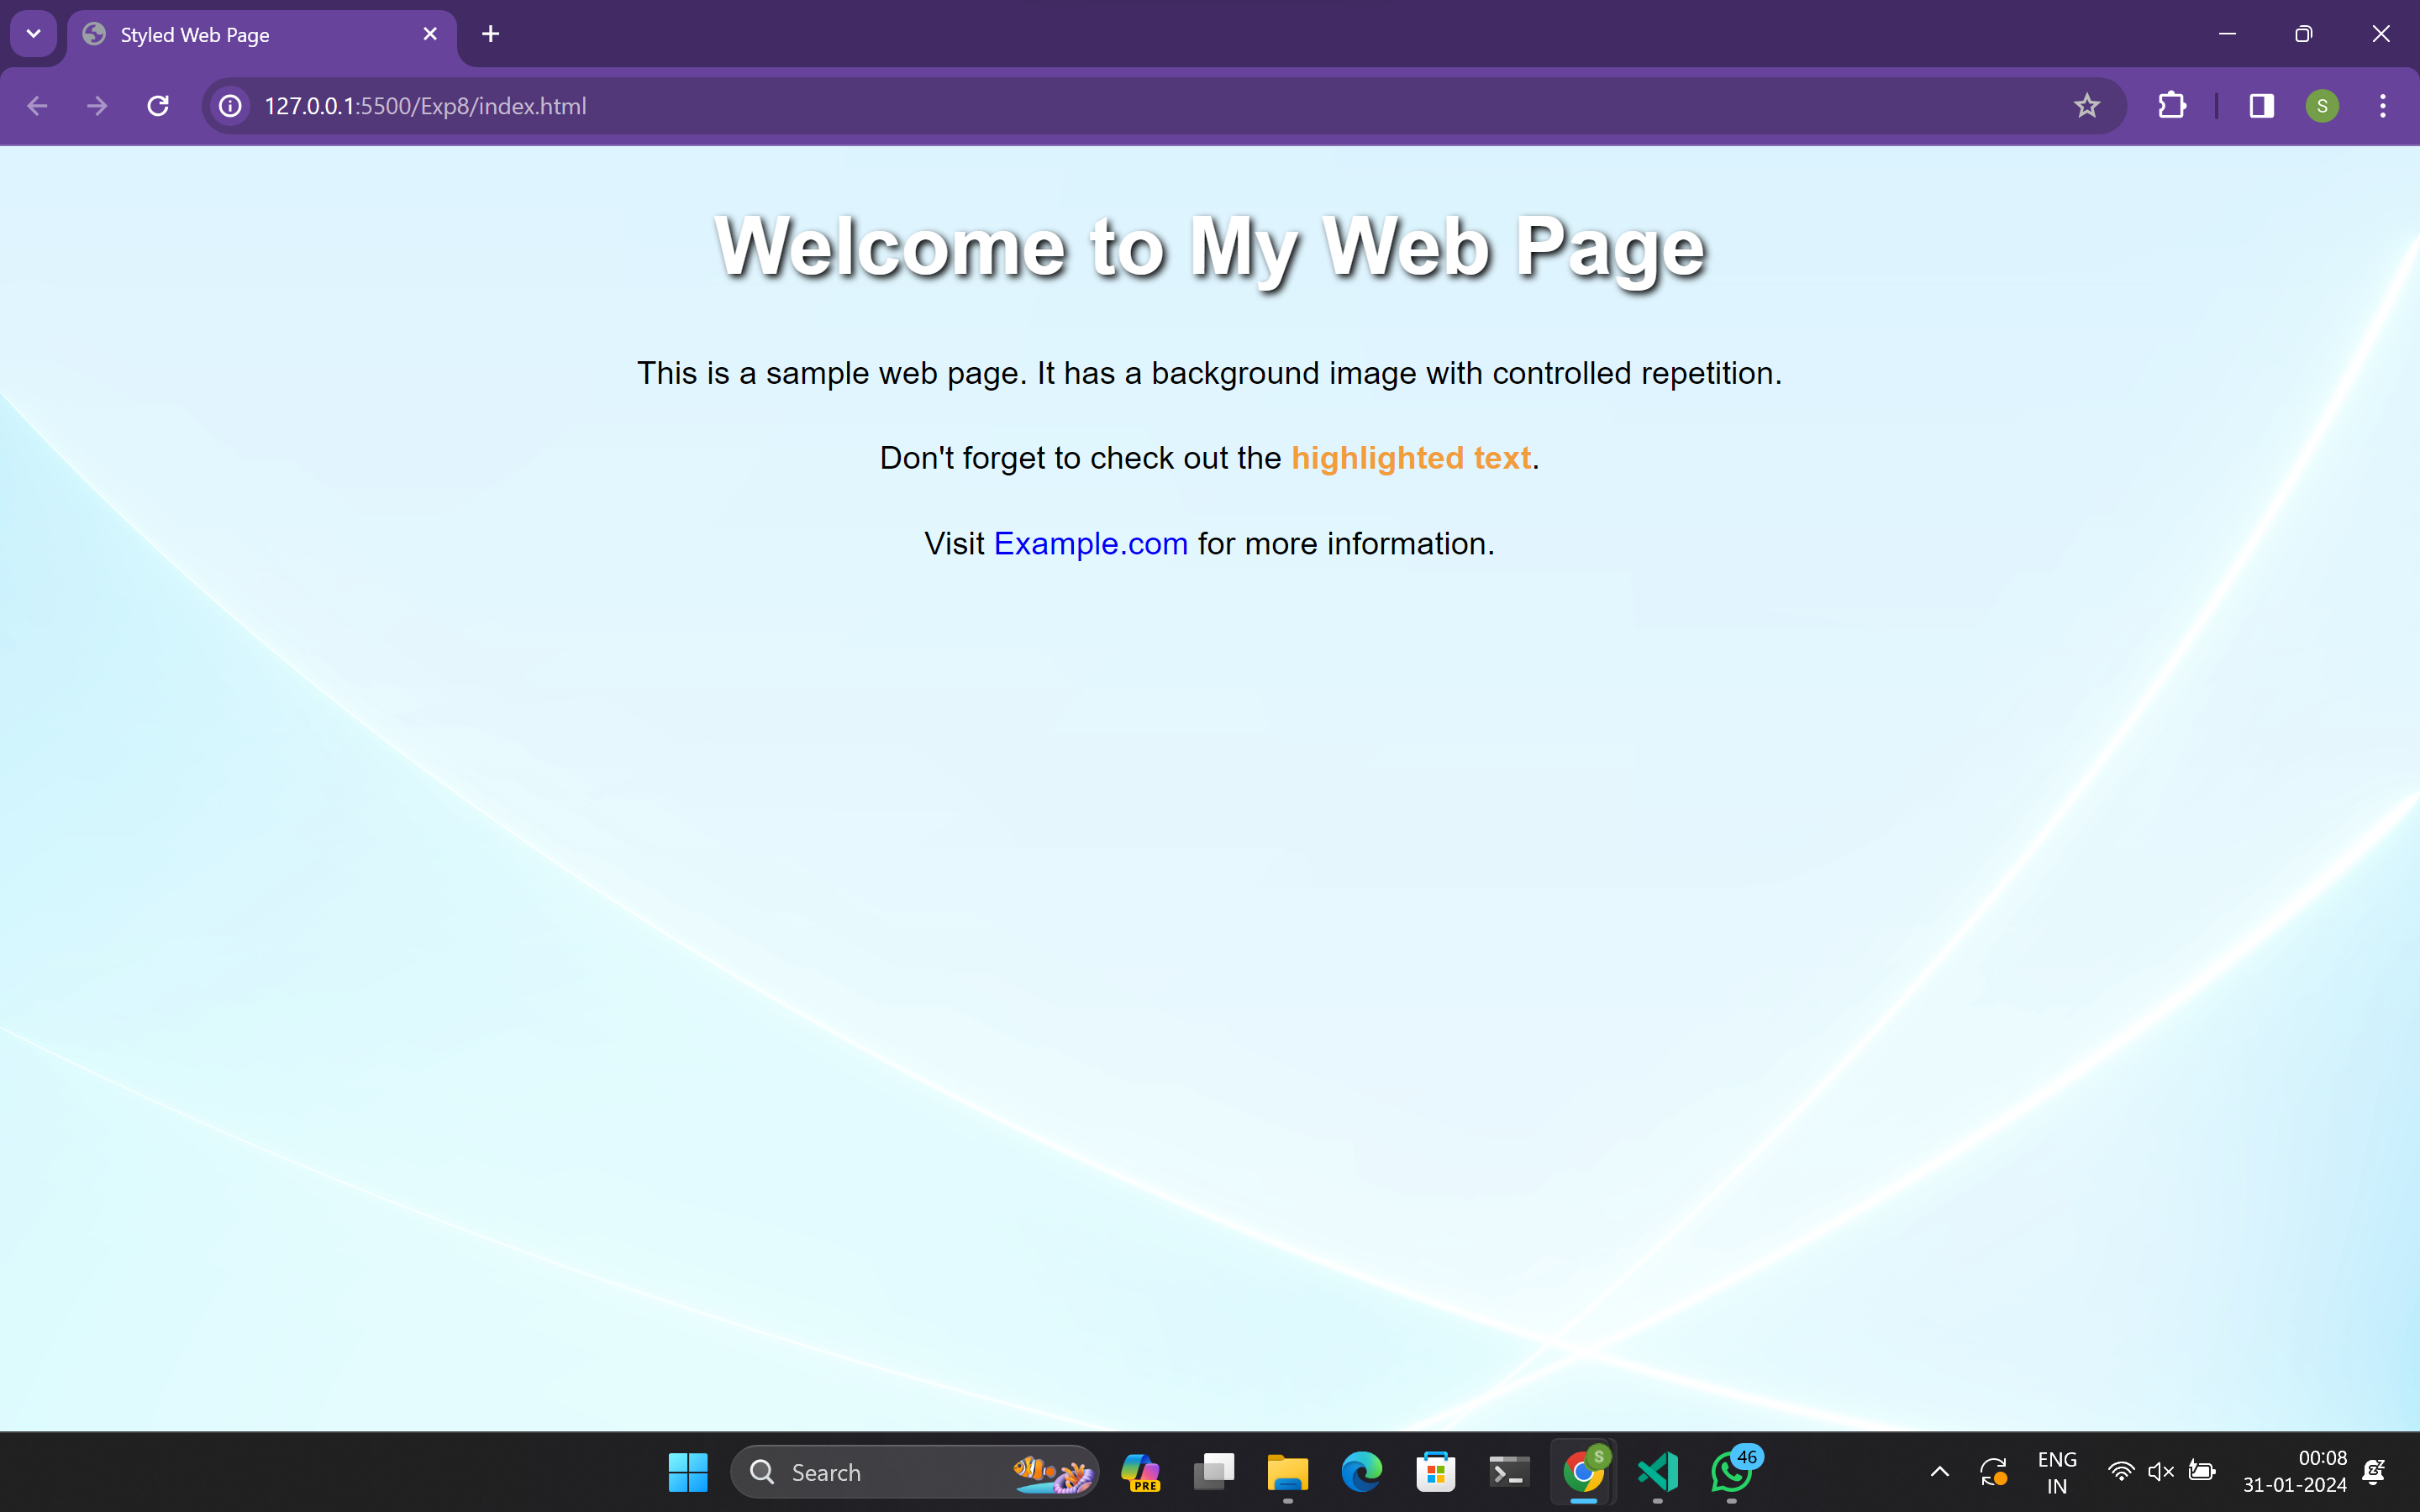 Styled Web Page
127.0.0.1:5500/Exp8/index.html
S
Welcome to My Web Page
This is a sample web page. It has a background image with controlled repetition.
Don't forget to check out the highlighted text.
Visit Example.com for more information.
Search
PRE
S
46
ENG
IN
00:08
31-01-2024